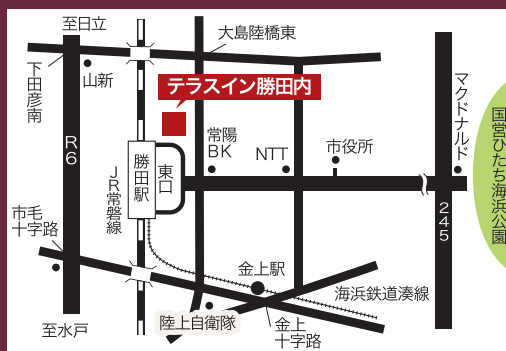 至日立
大島陸橋東
下田彦南
山新
テラスイン勝田内
マクドナルド
国営ひたち海浜公園
R6
常陽
BK
NTT
市役所
勝田駅
東口
JR常磐線
245
市毛
十字路
金上駅
海浜鉄道湊線
至水戸
陸上自衛隊
金上
十字路